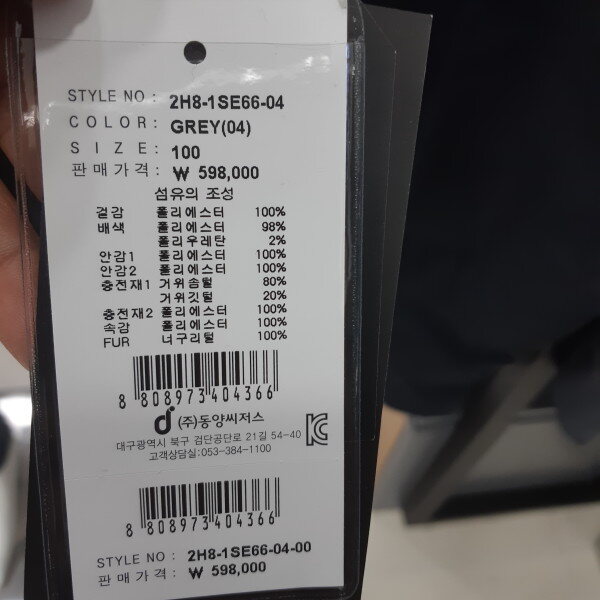 STYLE NO : 2H8-1SE66-04
COLOR: GREY(04)
SIZE: 100
판매가격: ₩ 598,000
섬유의 조성
겉감 폴리에스터 100%
배색 폴리에스터 98%
폴리우레탄 2%
안감1 폴리에스터 100%
안감2 폴리에스터 100%
충전재1 거위솜털 80%
거위깃털 20%
충전재2 폴리에스터 100%
속감 폴리에스터 100%
FUR 너구리털 100%
8 808973 404366
(주)동양씨저스
대구광역시 북구 검단공단로 21길 54-40
고객상담실:053-384-1100
8 808973 404366
STYLE NO : 2H8-1SE66-04-00
판매가격: ₩ 598,000